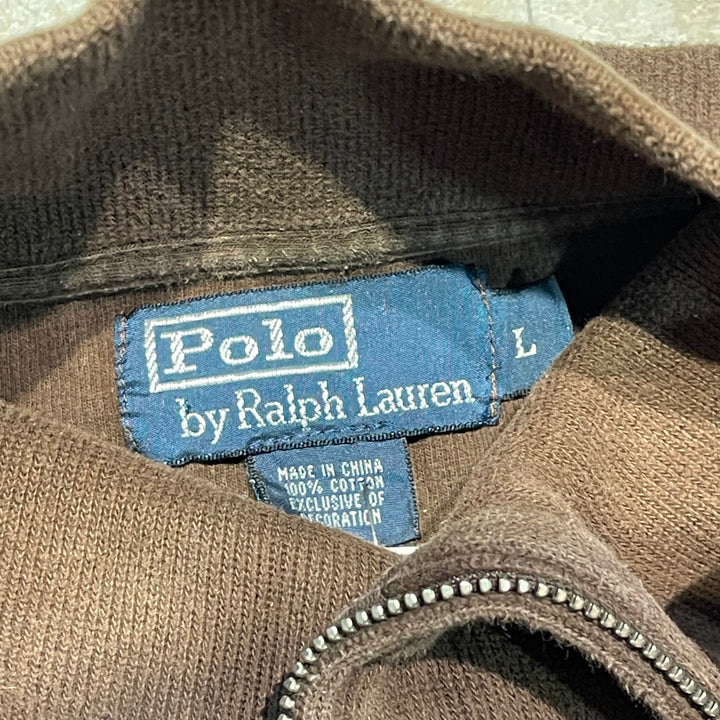 Polo
by Ralph Lauren
L
MADE IN CHINA
100% COTTON
EXCLUSIVE OF
DECORATION